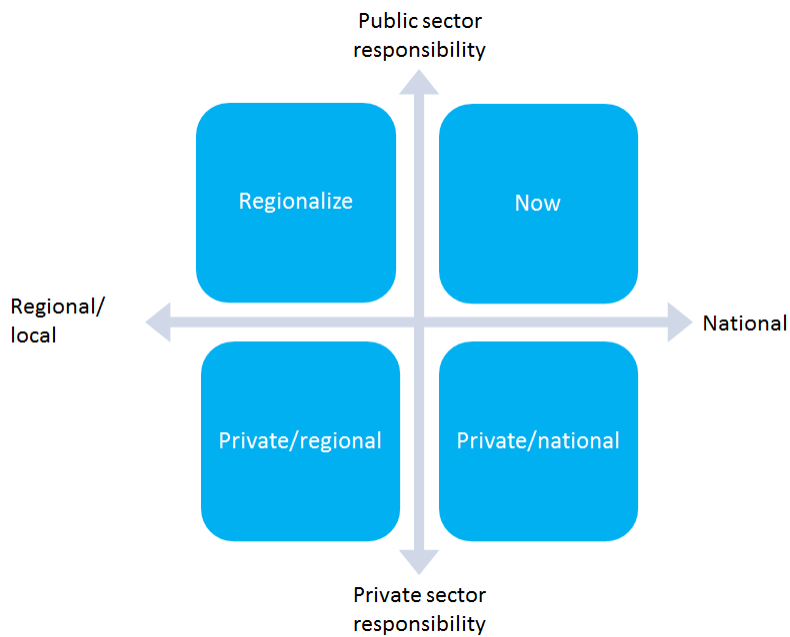 Public sector
responsibility
Regionalize
Now
Regional/
local
National
Private/regional
Private/national
Private sector
responsibility